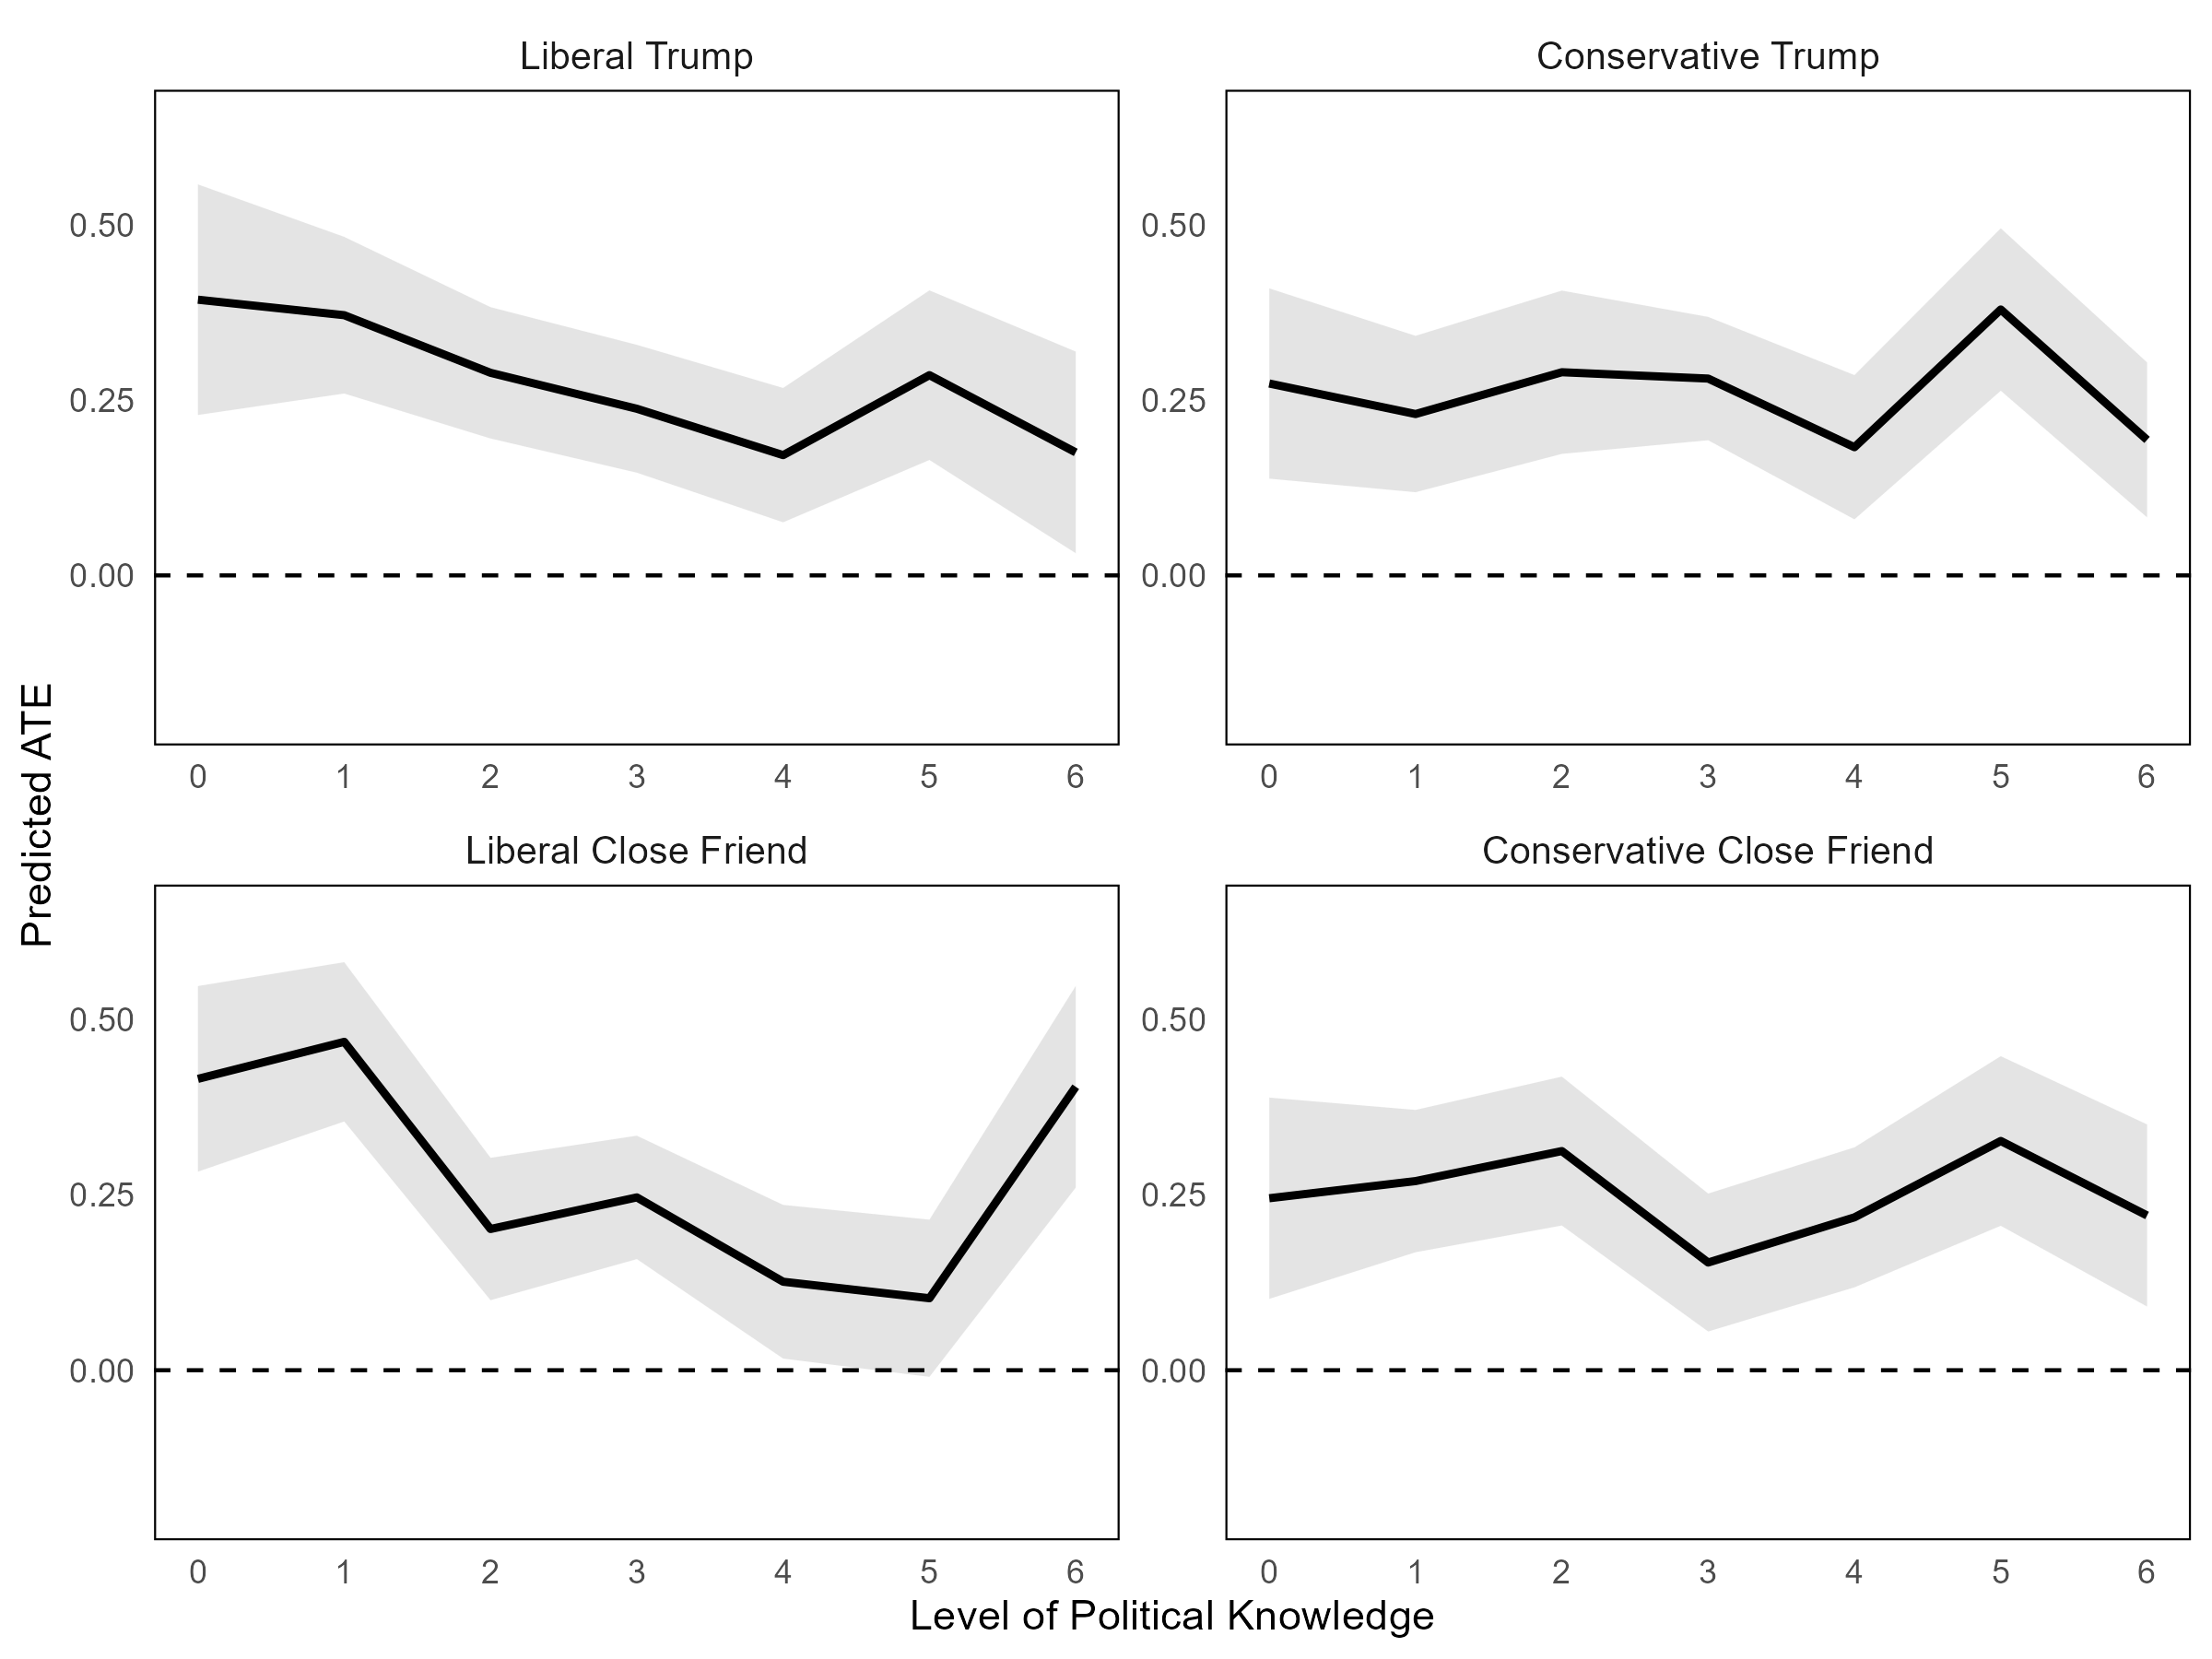 Liberal Trump
Conservative Trump
0.50
0.25
0.00
0.50
0.25
0.00
0 1 2 3 4 5 6
0 1 2 3 4 5 6
Predicted ATE
Liberal Close Friend
Conservative Close Friend
0.50
0.25
0.00
0.50
0.25
0.00
0 1 2 3 4 5 6
0 1 2 3 4 5 6
Level of Political Knowledge